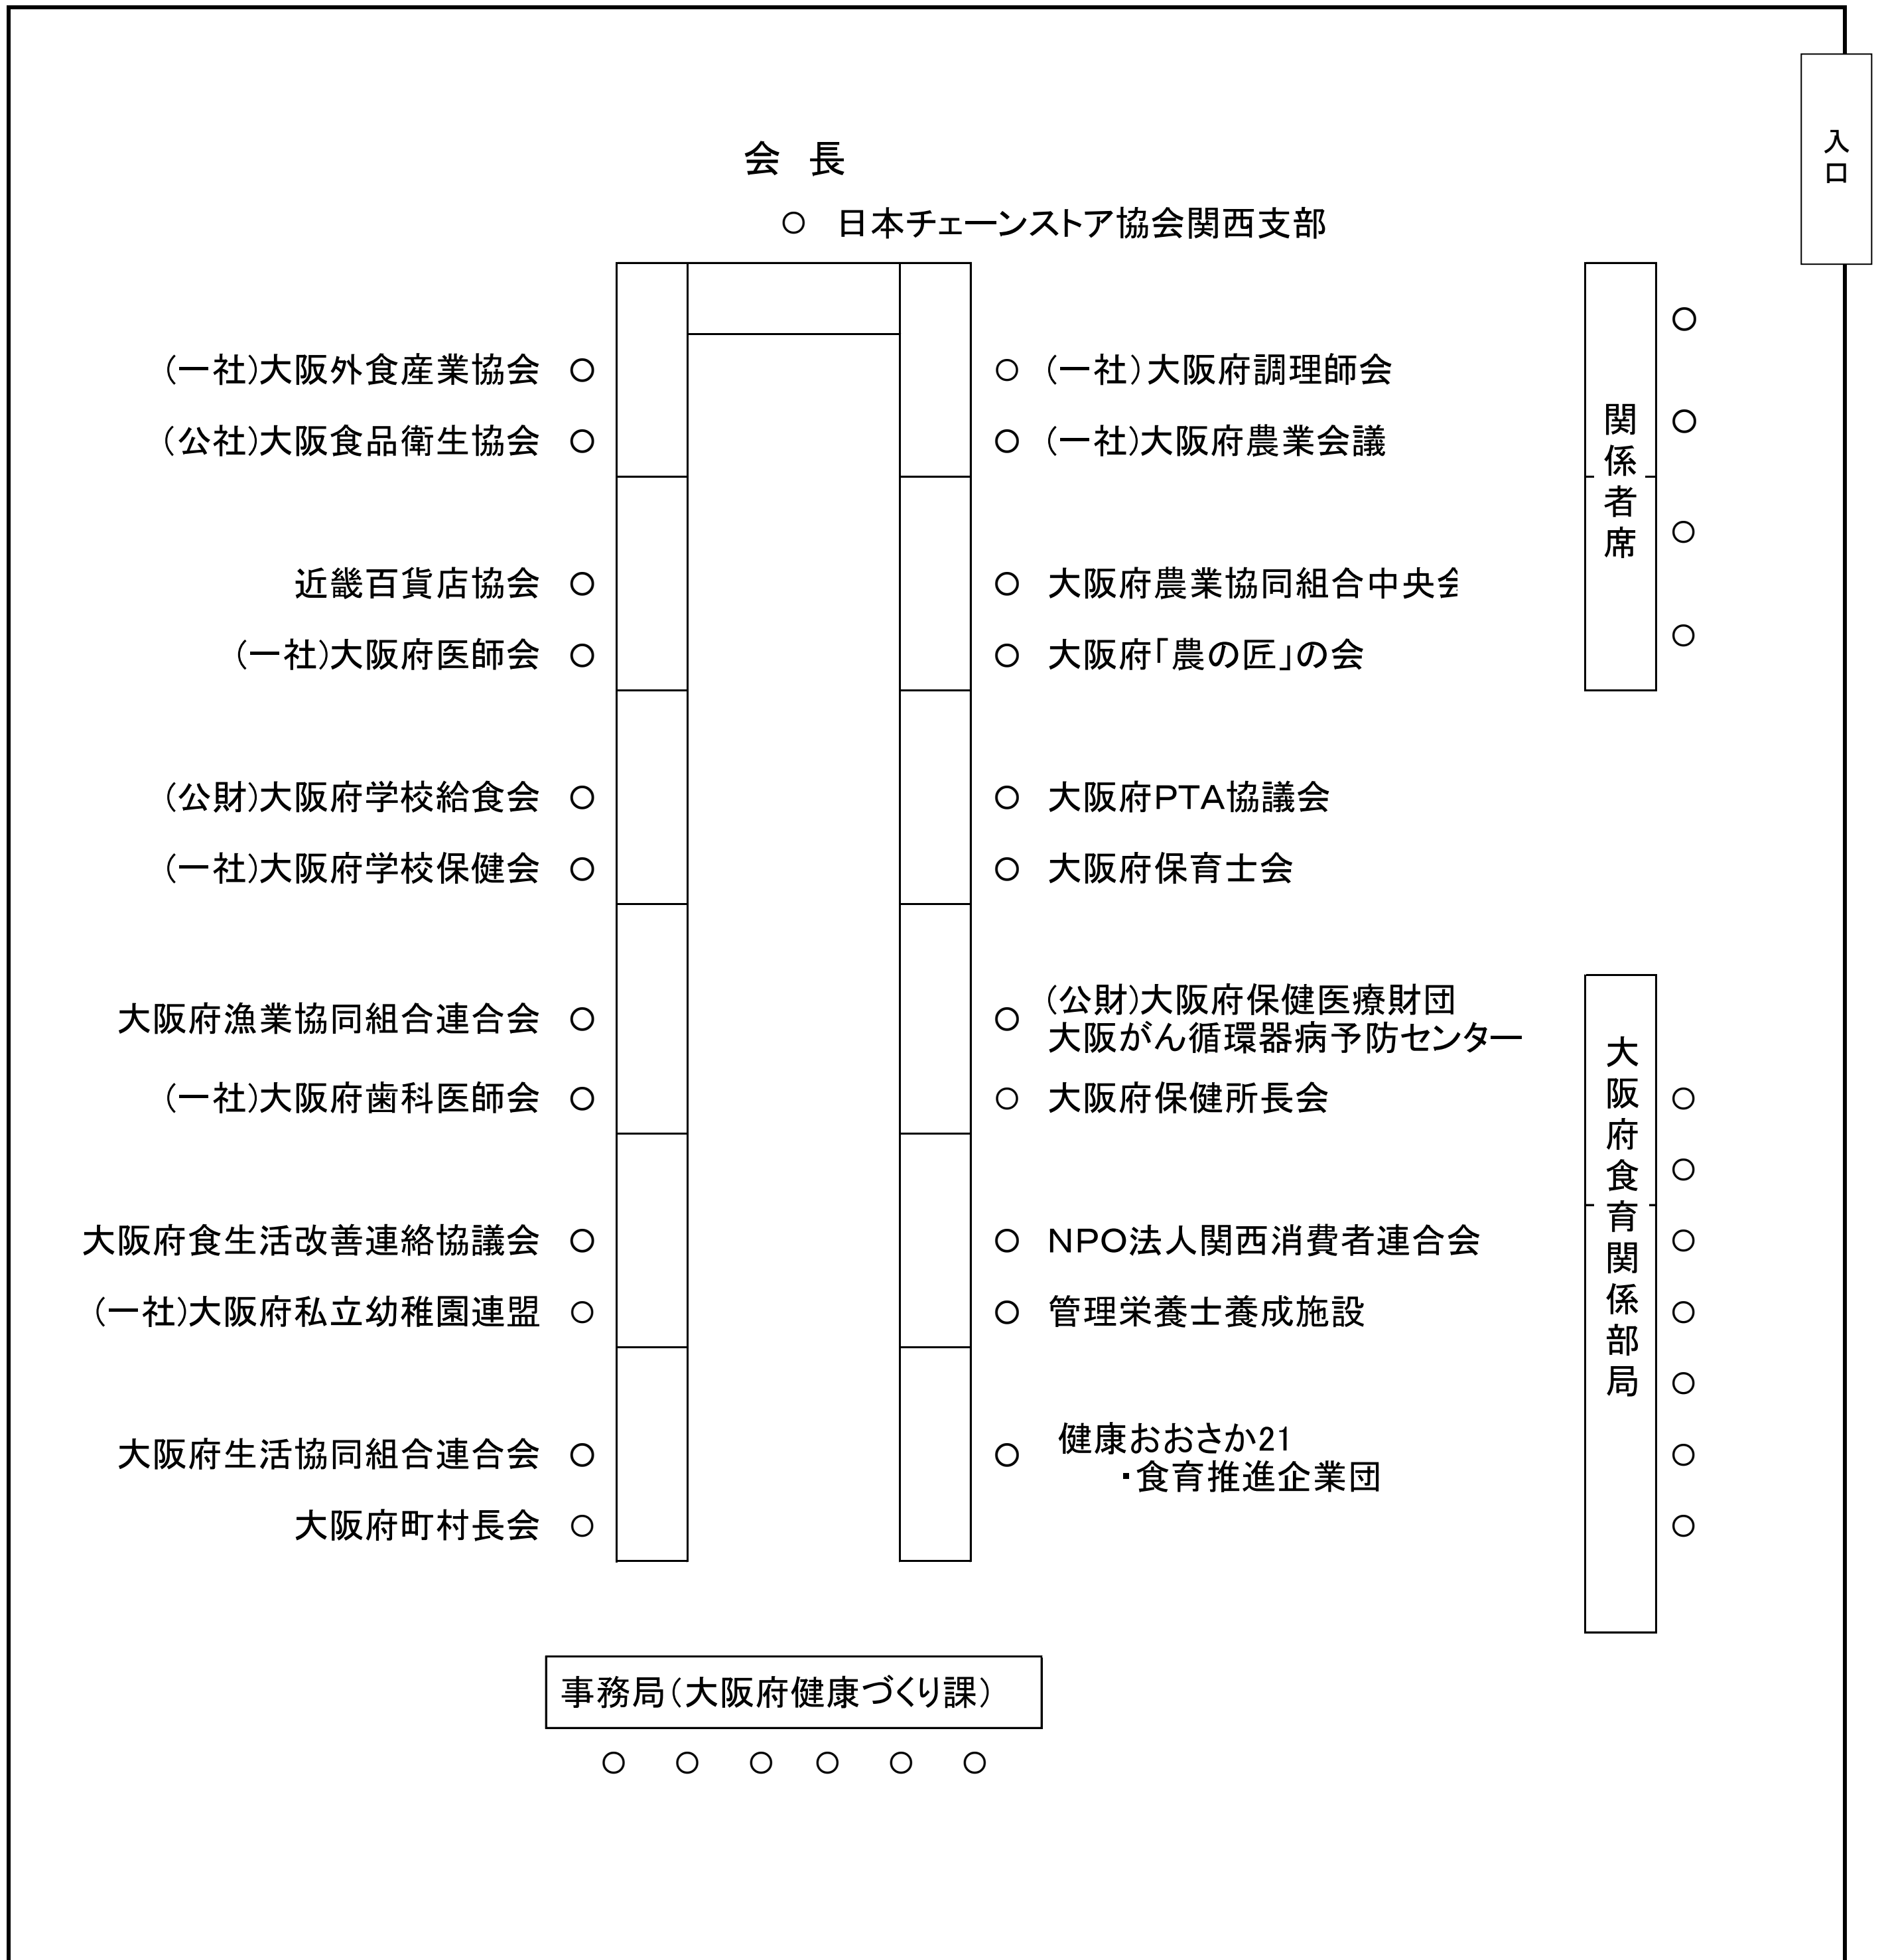 入口
会　長
○　日本チェーンストア協会関西支部
(一社)大阪外食産業協会　○
(公社)大阪食品衛生協会　○
近畿百貨店協会　○
(一社)大阪府医師会　○
(公財)大阪府学校給食会　○
(一社)大阪府学校保健会　○
大阪府漁業協同組合連合会　○
(一社)大阪府歯科医師会　○
大阪府食生活改善連絡協議会　○
(一社)大阪府私立幼稚園連盟　○
大阪府生活協同組合連合会　○
大阪府町村長会　○
○　(一社)大阪府調理師会
○　(一社)大阪府農業会議
○　大阪府農業協同組合中央会
○　大阪府「農の匠」の会
○　大阪府PTA協議会
○　大阪府保育士会
○　(公財)大阪府保健医療財団
大阪がん循環器病予防センター
○　大阪府保健所長会
○　NPO法人関西消費者連合会
○　管理栄養士養成施設
○　健康おおさか21
・食育推進企業団
関係者席
○
○
○
○
大阪府食育関係部局
○
○
○
○
○
○
○
事務局(大阪府健康づくり課)
○　○　○　○　○　○